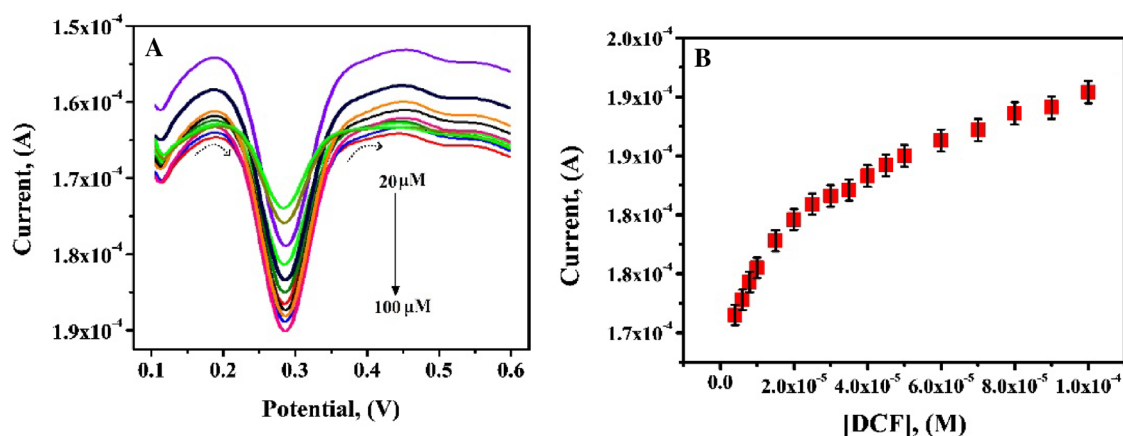 A
1.5x10⁻⁴
1.6x10⁻⁴
1.7x10⁻⁴
1.8x10⁻⁴
1.9x10⁻⁴
Current, (A)
20 µM
100 µM
0.1 0.2 0.3 0.4 0.5 0.6
Potential, (V)
B
2.0x10⁻⁴
1.9x10⁻⁴
1.9x10⁻⁴
1.8x10⁻⁴
1.8x10⁻⁴
1.7x10⁻⁴
Current, (A)
0.0 2.0x10⁻⁵ 4.0x10⁻⁵ 6.0x10⁻⁵ 8.0x10⁻⁵ 1.0x10⁻⁴
[DCF], (M)